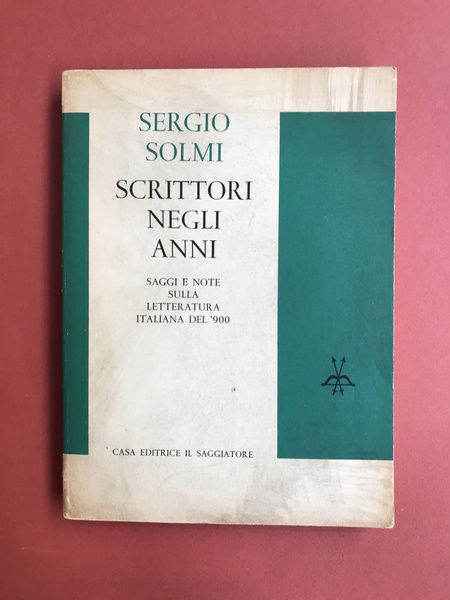 SERGIO
SOLMI
SCRITTORI
NEGLI
ANNI
SAGGI E NOTE
SULLA
LETTERATURA
ITALIANA DEL '900
CASA EDITRICE IL SAGGIATORE